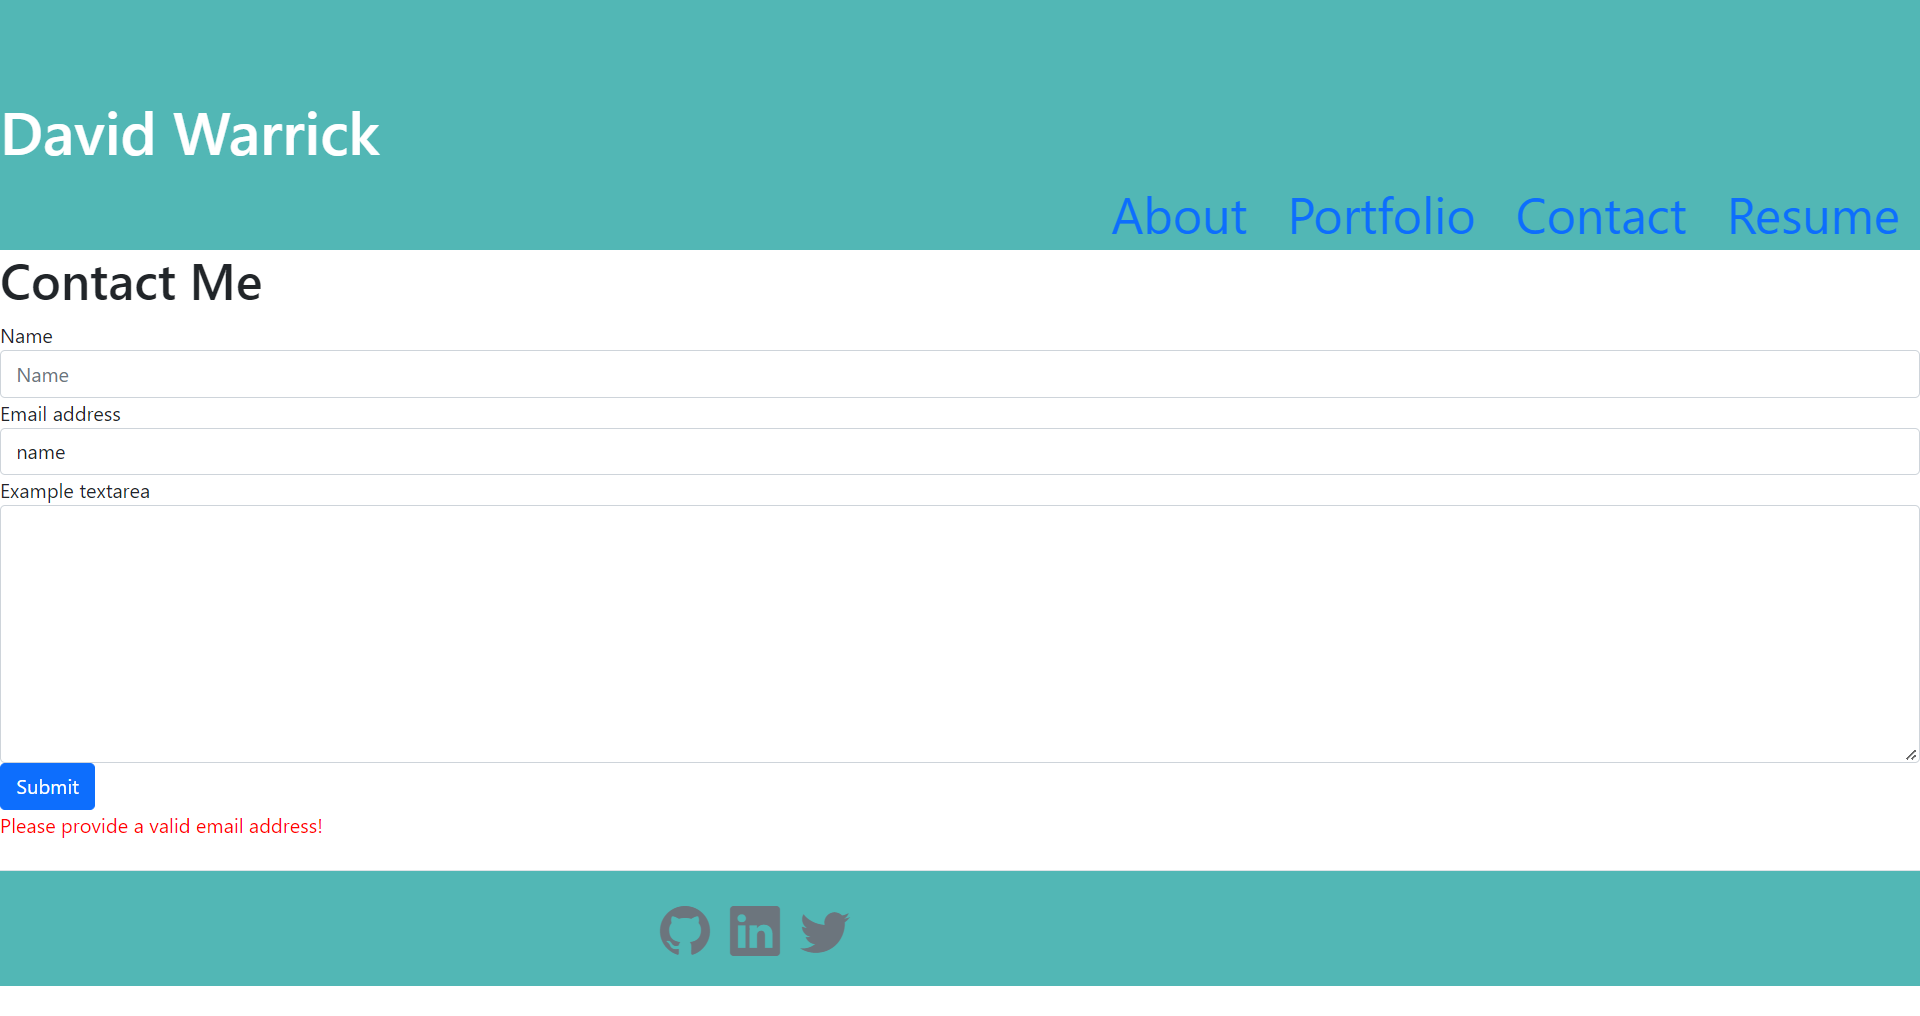 David Warrick
About Portfolio Contact Resume
Contact Me
Name
Name
Email address
name
Example textarea
Submit
Please provide a valid email address!
in